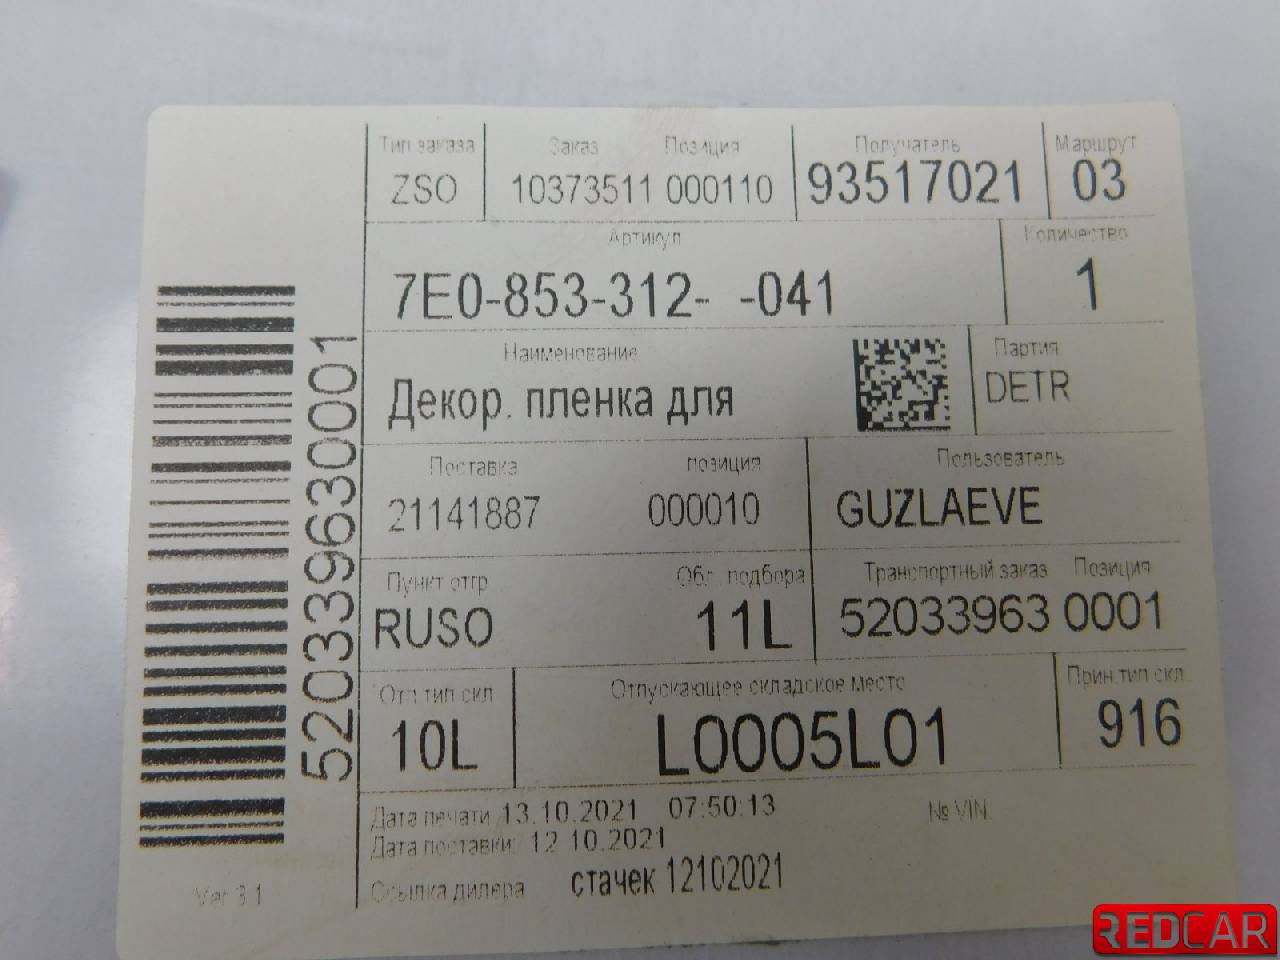 Тип заказа Заказ Позиция Получатель Маршрут
ZSO 10373511 000110 93517021 03
Артикул Количество
7E0-853-312- -041 1
Наименование Партия
Декор. пленка для DETR
Поставка позиция Пользователь
21141887 000010 GUZLAEVE
Пункт отгр Обл. подбора Транспортный заказ Позиция
RUSO 11L 52033963 0001
Отп тип скл Отпускающее складское место Прин тип скл
10L L0005L01 916
Дата печати 13.10.2021 07:50:13 № VIN.
Дата поставки: 12 10.2021
Ссылка дилера стачек 12102021
Ver 3.1
520339630001
REDCAR